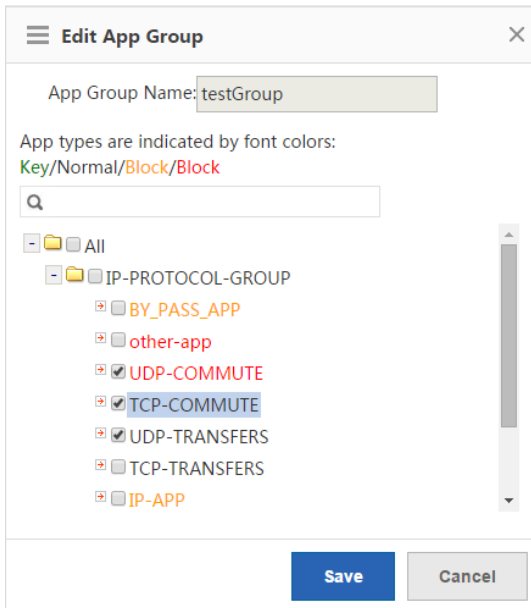 Edit App Group
App Group Name: testGroup
App types are indicated by font colors:
Key/Normal/Block/Block
All
IP-PROTOCOL-GROUP
BY_PASS_APP
other-app
UDP-COMMUTE
TCP-COMMUTE
UDP-TRANSFERS
TCP-TRANSFERS
IP-APP
Save Cancel